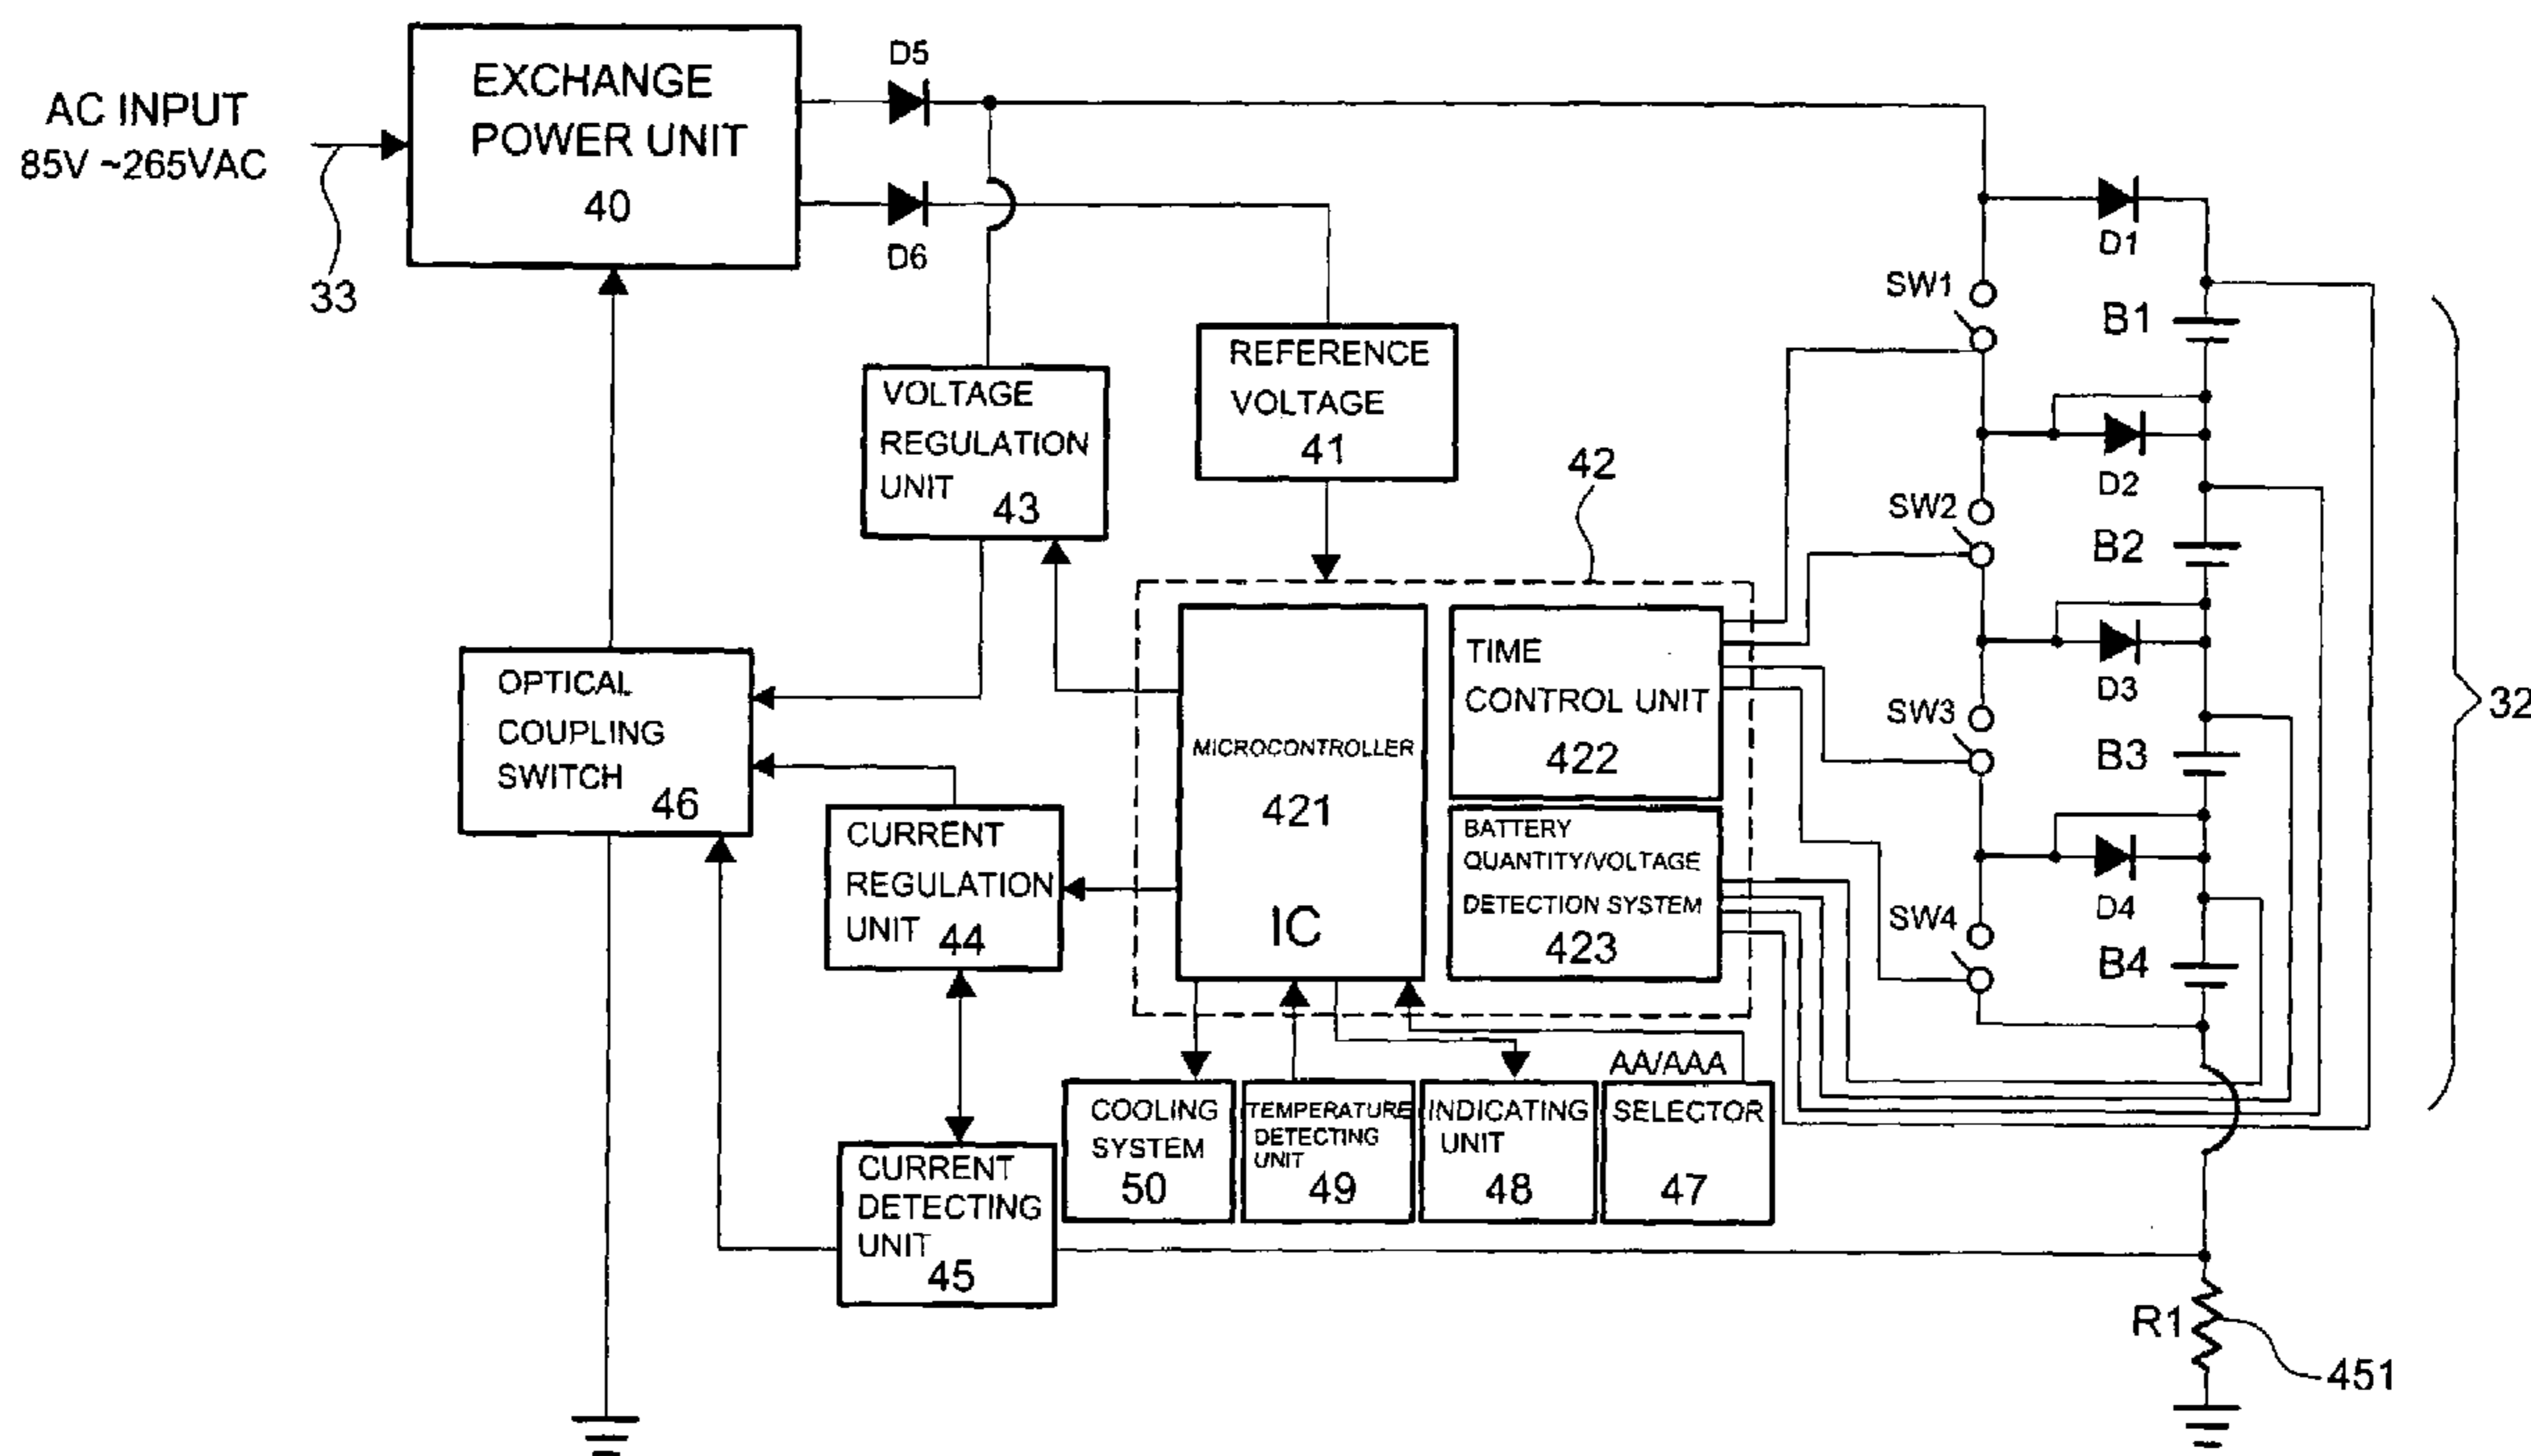 AC INPUT
85V ~265VAC
33
EXCHANGE
POWER UNIT
40
D5
D6
VOLTAGE
REGULATION
UNIT
43
REFERENCE
VOLTAGE
41
42
OPTICAL
COUPLING
SWITCH
46
CURRENT
REGULATION
UNIT 44
CURRENT
DETECTING
UNIT
45
MICROCONTROLLER
421
IC
TIME
CONTROL UNIT
422
BATTERY
QUANTITY/VOLTAGE
DETECTION SYSTEM
423
COOLING
SYSTEM
50
TEMPERATURE
DETECTING
UNIT
49
INDICATING
UNIT
48
AA/AAA
SELECTOR
47
SW1
SW2
SW3
SW4
D1
B1
D2
B2
D3
B3
D4
B4
32
R1
451